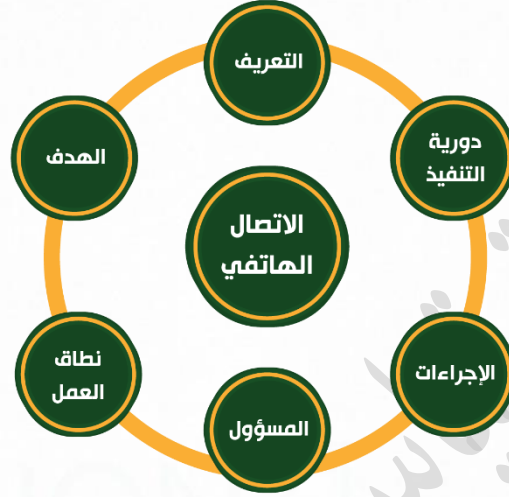 التعريف
دورية
التنفيذ
الهدف
الاتصال
الهاتفي
الإجراءات
نطاق
العمل
المسؤول